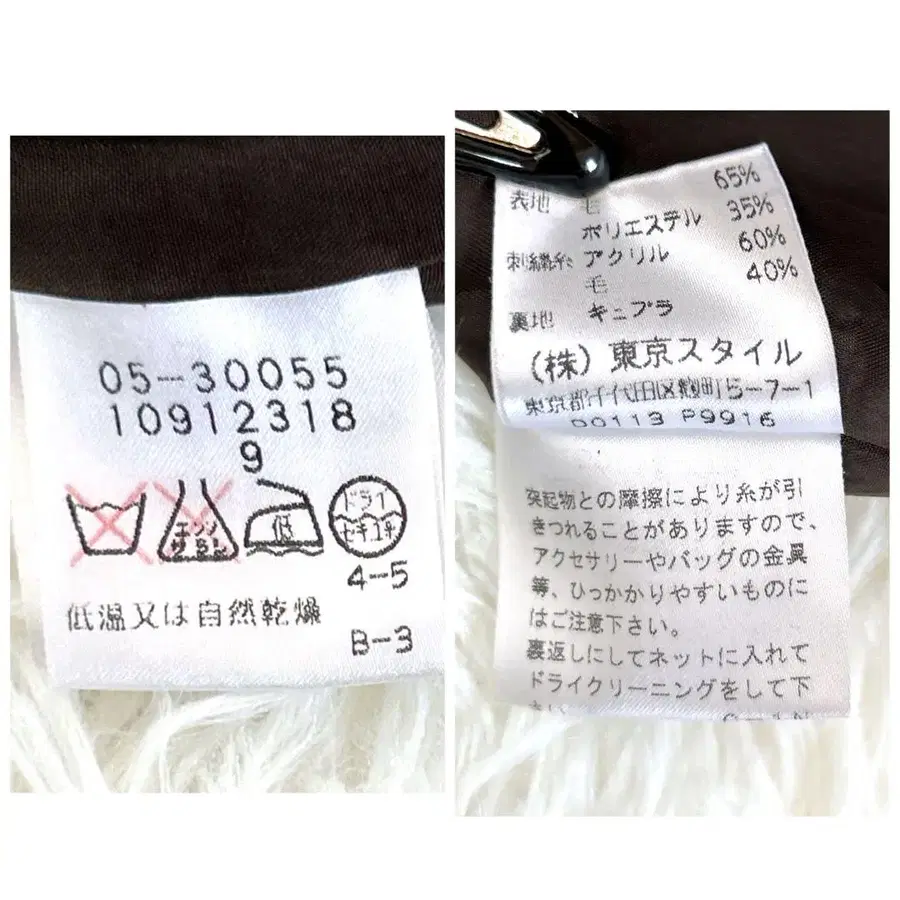 05-30055
10912318
9
エンソ
サラシ
低
ドライ
セキユ系
4-5
低温又は自然乾燥
B-3
表地 毛 65%
ポリエステル 35%
刺繍糸 アクリル 60%
毛 40%
裏地 キュプラ
(株)東京スタイル
東京都千代田区麹町5-7-1
00113 P9916
突起物との摩擦により糸が引
きつれることがありますので、
アクセサリーやバッグの金具
等、ひっかかりやすいものに
はご注意下さい。
裏返しにしてネットに入れて
ドライクリーニングをして下
さい